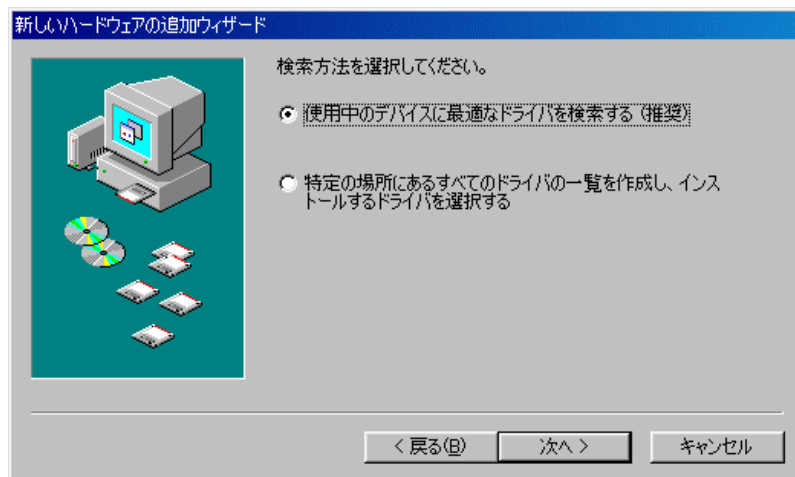 新しいハードウェアの追加ウィザード
検索方法を選択してください。
使用中のデバイスに最適なドライバを検索する (推奨)
特定の場所にあるすべてのドライバの一覧を作成し、インス
トールするドライバを選択する
< 戻る(B)
次へ >
キャンセル